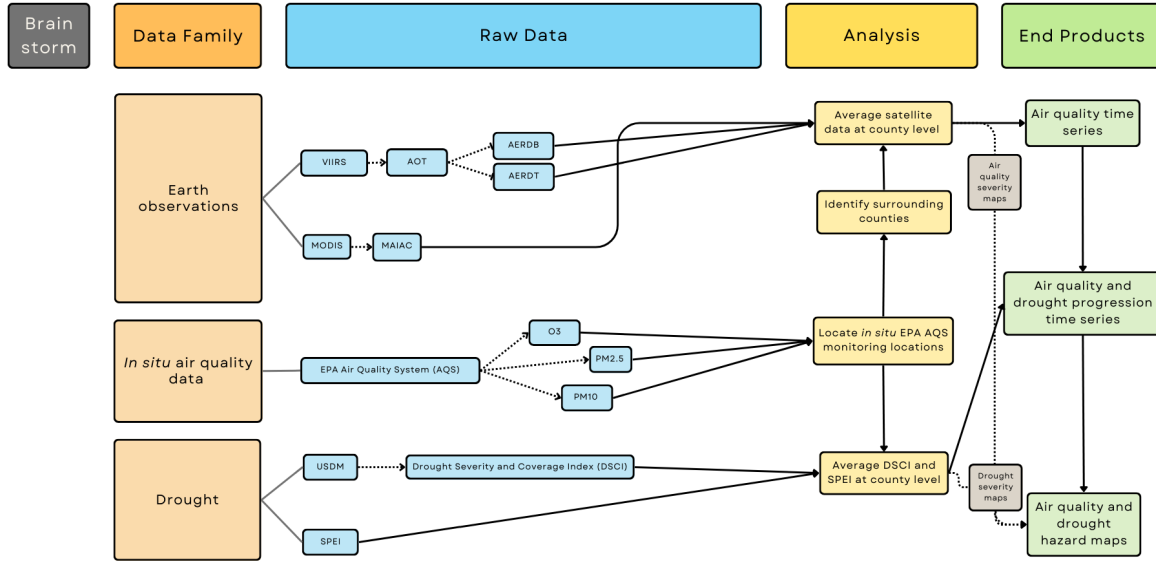 Brain
storm
Data Family
Raw Data
Analysis
End Products
Earth
observations
VIIRS
AOT
AERDB
AERDT
MODIS
MAIAC
Average satellite
data at county level
Identify surrounding
counties
Air quality time
series
Air
quality
severity
maps
Air quality and
drought progression
time series
In situ air quality
data
EPA Air Quality System (AQS)
O3
PM2.5
PM10
Locate in situ EPA AQS
monitoring locations
Drought
USDM
Drought Severity and Coverage Index (DSCI)
SPEI
Average DSCI and
SPEI at county level
Drought
severity
maps
Air quality and
drought
hazard maps